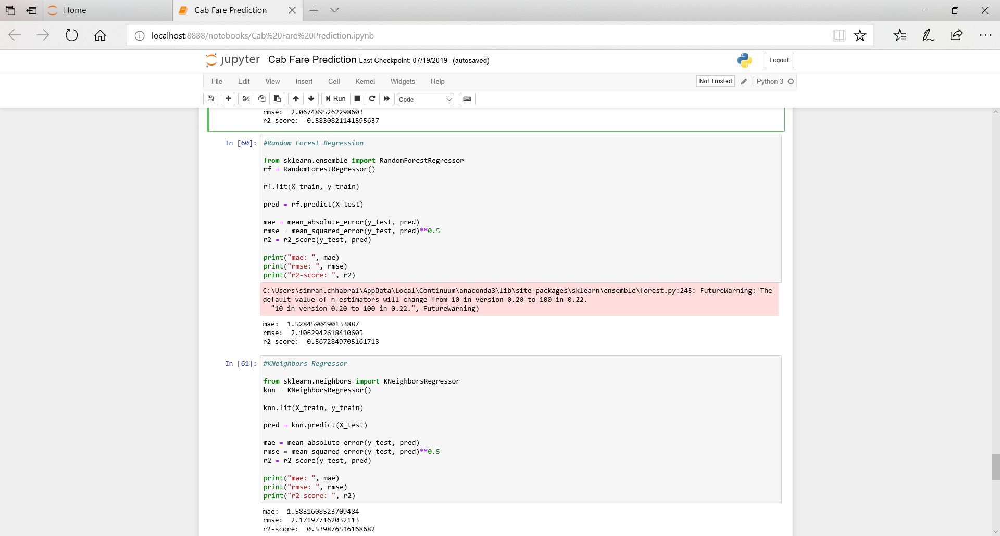 Home
Cab Fare Prediction
localhost:8888/notebooks/Cab%20Fare%20Prediction.ipynb
jupyter Cab Fare Prediction Last Checkpoint: 07/19/2019 (autosaved)
Logout
File Edit View Insert Cell Kernel Widgets Help
Not Trusted Python 3
Run Code
rmse:  2.0674895262298603
r2-score:  0.5830821141595637
In [60]: #Random Forest Regression
from sklearn.ensemble import RandomForestRegressor
rf = RandomForestRegressor()
rf.fit(X_train, y_train)
pred = rf.predict(X_test)
mae = mean_absolute_error(y_test, pred)
rmse = mean_squared_error(y_test, pred)**0.5
r2 = r2_score(y_test, pred)
print("mae: ", mae)
print("rmse: ", rmse)
print("r2-score: ", r2)
C:\Users\simran.chhabra1\AppData\Local\Continuum\anaconda3\lib\site-packages\sklearn\ensemble\forest.py:245: FutureWarning: The
default value of n_estimators will change from 10 in version 0.20 to 100 in 0.22.
"10 in version 0.20 to 100 in 0.22.", FutureWarning)
mae:  1.5284590490133887
rmse:  2.1062942618410605
r2-score:  0.5672849705161713
In [61]: #KNeighbors Regressor
from sklearn.neighbors import KNeighborsRegressor
knn = KNeighborsRegressor()
knn.fit(X_train, y_train)
pred = knn.predict(X_test)
mae = mean_absolute_error(y_test, pred)
rmse = mean_squared_error(y_test, pred)**0.5
r2 = r2_score(y_test, pred)
print("mae: ", mae)
print("rmse: ", rmse)
print("r2-score: ", r2)
mae:  1.5831608523709484
rmse:  2.171977162032113
r2-score:  0.539876516168682